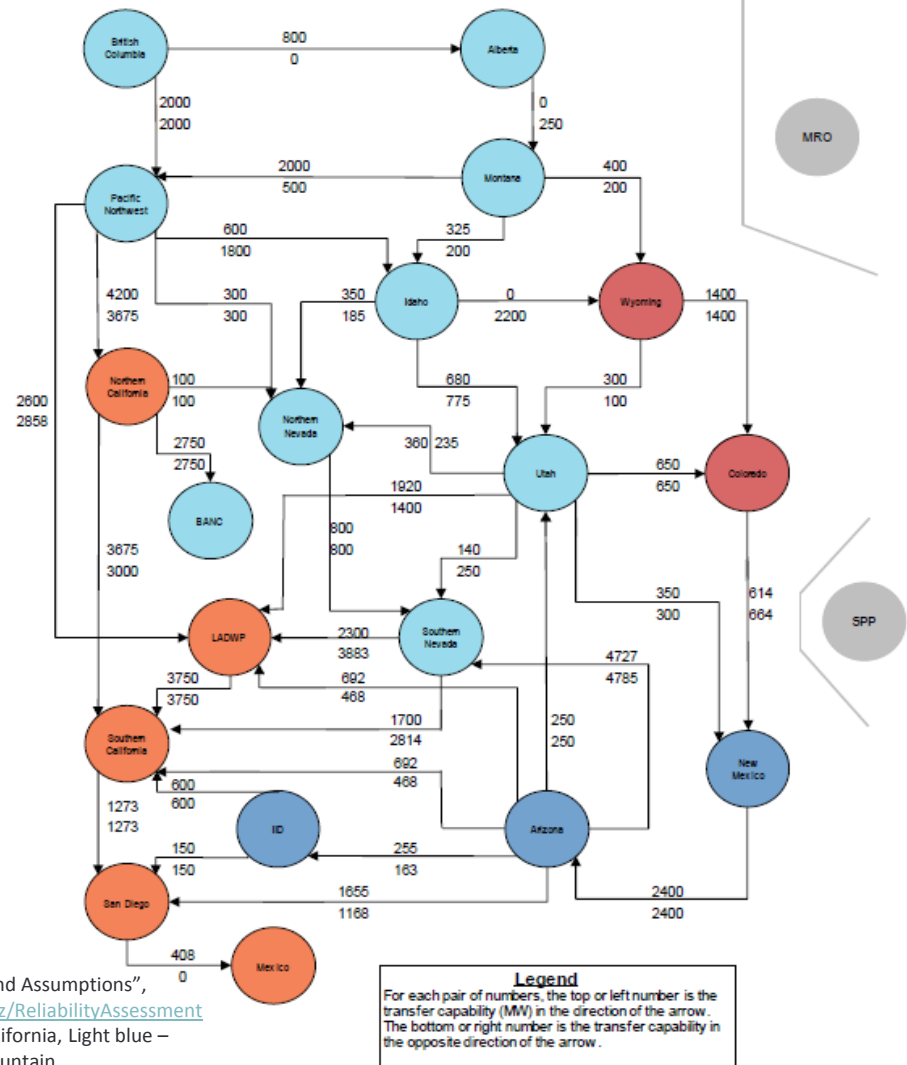 British
Columbia
800
0
Alberta
2000
2000
0
250
MRO
2000
500
Montana
400
200
Pacific
Northwest
600
1800
325
200
4200
3675
300
300
350
185
Idaho
0
2200
Wyoming
1400
1400
Northern
California
100
100
680
775
300
100
2600
2858
Northern
Nevada
360 235
2750
2750
Utah
650
650
Colorado
BANC
1920
1400
3675
3000
800
800
140
250
350
300
614
664
SPP
LADWP
2300
3883
Southern
Nevada
4727
4785
3750
3750
692
468
Southern
California
1700
2814
250
250
New
Mexico
692
468
600
600
1273
1273
IID
Arizona
150
150
255
163
San Diego
1655
1168
2400
2400
408
0
Mexico
nd Assumptions”,
z/ReliabilityAssessment
ifornia, Light blue –
untain
Legend
For each pair of numbers, the top or left number is the
transfer capability (MW) in the direction of the arrow.
The bottom or right number is the transfer capability in
the opposite direction of the arrow.